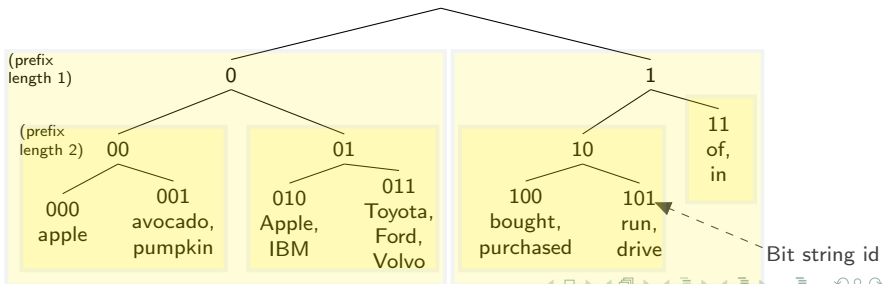 (prefix
length 1)
0
1
(prefix
length 2)
00
01
10
11
of,
in
000
apple
001
avocado,
pumpkin
010
Apple,
IBM
011
Toyota,
Ford,
Volvo
100
bought,
purchased
101
run,
drive
Bit string id